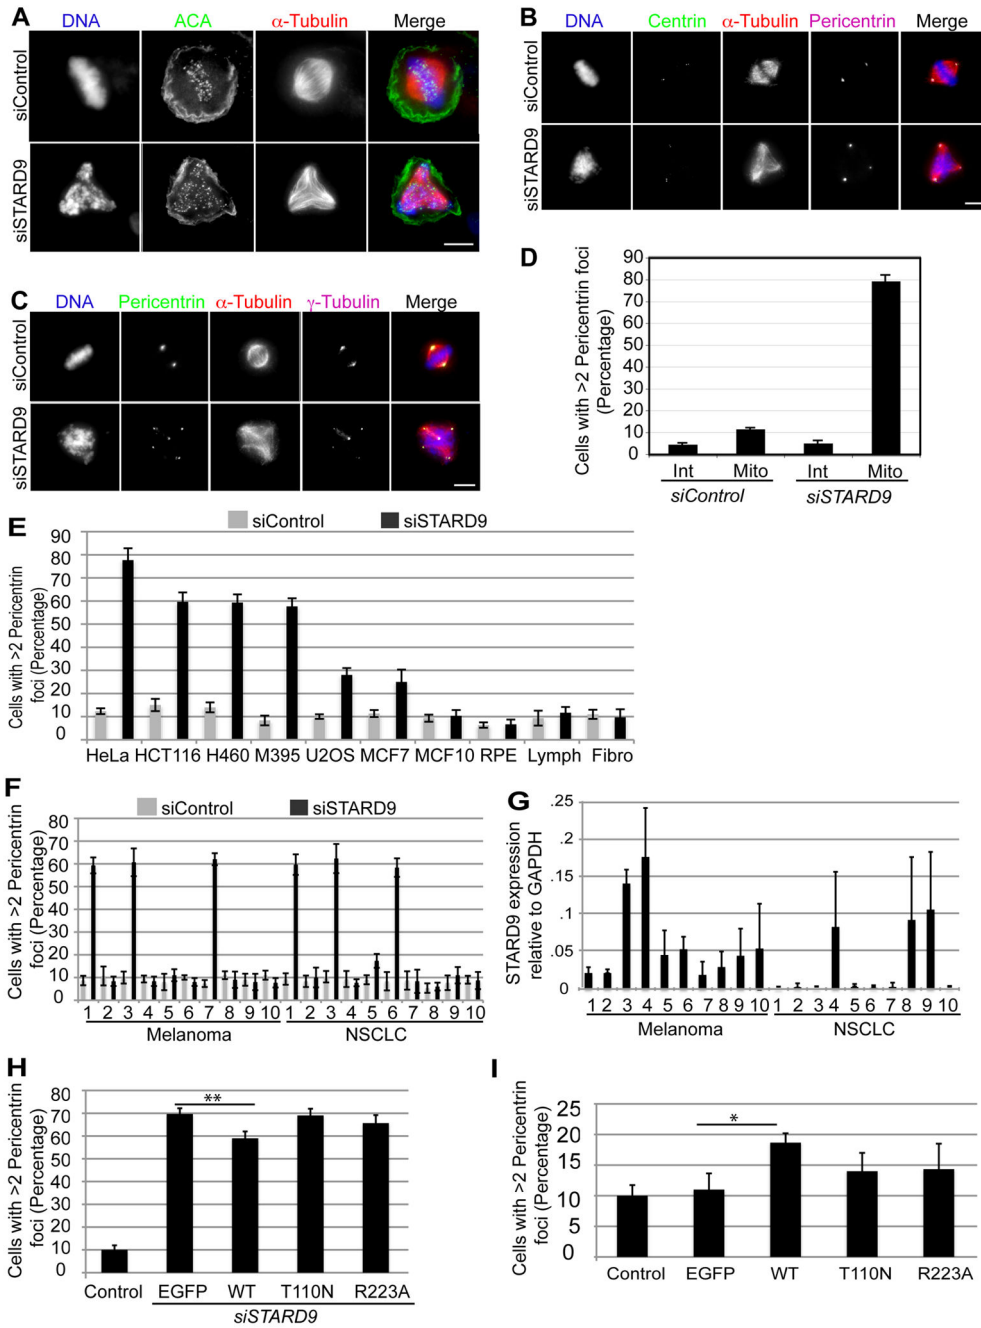 A
DNA ACA α-Tubulin Merge
siControl
siSTARD9
B
DNA Centrin α-Tubulin Pericentrin Merge
siControl
siSTARD9
C
DNA Pericentrin α-Tubulin γ-Tubulin Merge
siControl
siSTARD9
D
Cells with >2 Pericentrin foci
(Percentage)
90
80
70
60
50
40
30
20
10
0
Int Mito Int Mito
siControl siSTARD9
E
siControl siSTARD9
Cells with >2 Pericentrin
foci (Percentage)
90
80
70
60
50
40
30
20
10
0
HeLa HCT116 H460 M395 U2OS MCF7 MCF10 RPE Lymph Fibro
F
siControl siSTARD9
Cells with >2 Pericentrin
foci (Percentage)
80
70
60
50
40
30
20
10
0
1 2 3 4 5 6 7 8 9 10 1 2 3 4 5 6 7 8 9 10
Melanoma NSCLC
G
STARD9 expression
relative to GAPDH
.25
.2
.15
.1
.05
0
1 2 3 4 5 6 7 8 9 10 1 2 3 4 5 6 7 8 9 10
Melanoma NSCLC
H
Cells with >2 Pericentrin
foci (Percentage)
80
70
60
50
40
30
20
10
0
**
Control EGFP WT T110N R223A
siSTARD9
I
Cells with >2 Pericentrin
foci (Percentage)
25
20
15
10
5
0
*
Control EGFP WT T110N R223A